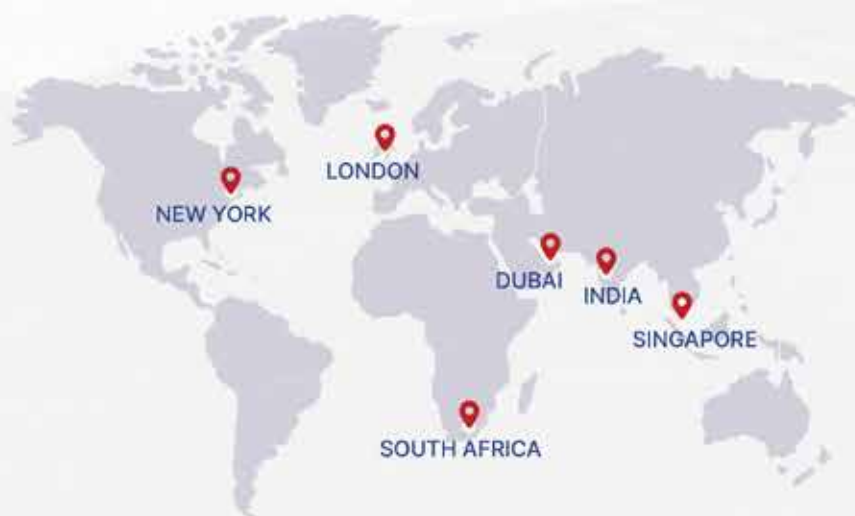 LONDON
NEW YORK
DUBAI
INDIA
SINGAPORE
SOUTH AFRICA